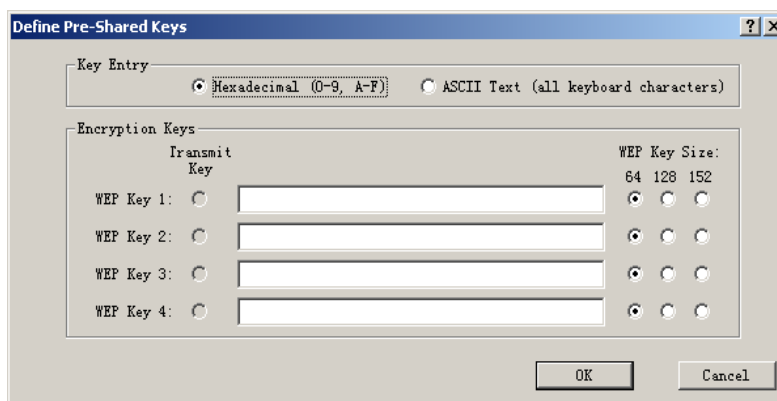 Define Pre-Shared Keys
Key Entry
Hexadecimal (0-9, A-F) ASCII Text (all keyboard characters)
Encryption Keys
Transmit Key WEP Key Size:
64 128 152
WEP Key 1:
WEP Key 2:
WEP Key 3:
WEP Key 4:
OK Cancel